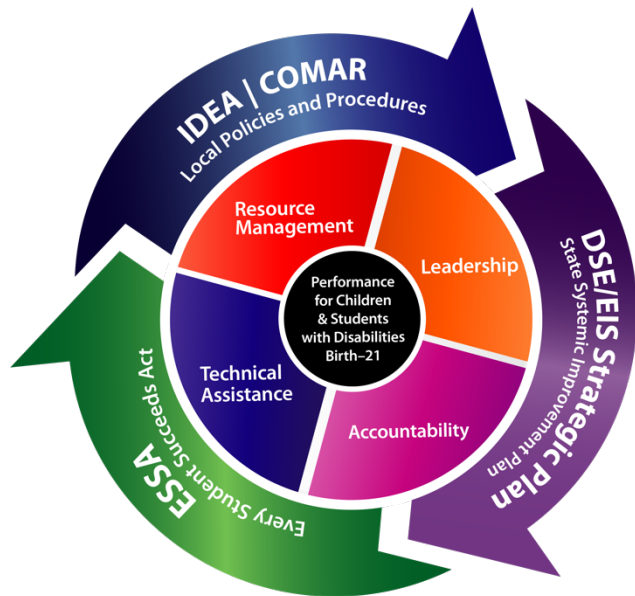 IDEA | COMAR
Local Policies and Procedures
DSE/EIS Strategic Plan
State Systemic Improvement Plan
ESSA
Every Student Succeeds Act
Resource
Management
Leadership
Technical
Assistance
Accountability
Performance
for Children
& Students
with Disabilities
Birth–21